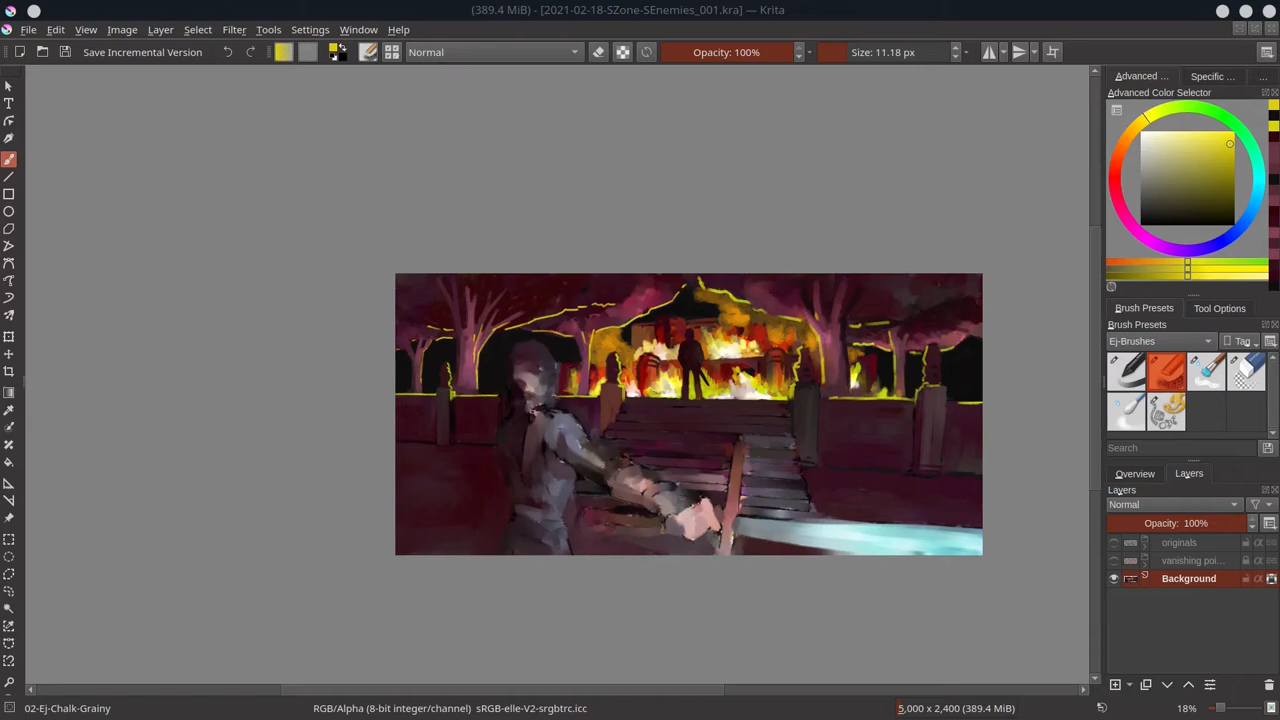 (389.4 MiB) - [2021-02-18-SZone-SEnemies_001.kra] — Krita
File Edit View Image Layer Select Filter Tools Settings Window Help
Save Incremental Version Normal Opacity: 100% Size: 11.18 px
Advanced ... Specific ... ...
Advanced Color Selector
Brush Presets Tool Options
Brush Presets
Ej-Brushes Tag
Search
Overview Layers
Layers
Normal
Opacity: 100%
originals
vanishing poi...
Background
02-Ej-Chalk-Grainy RGB/Alpha (8-bit integer/channel) sRGB-elle-V2-srgbtrc.icc 5,000 x 2,400 (389.4 MiB) 18%